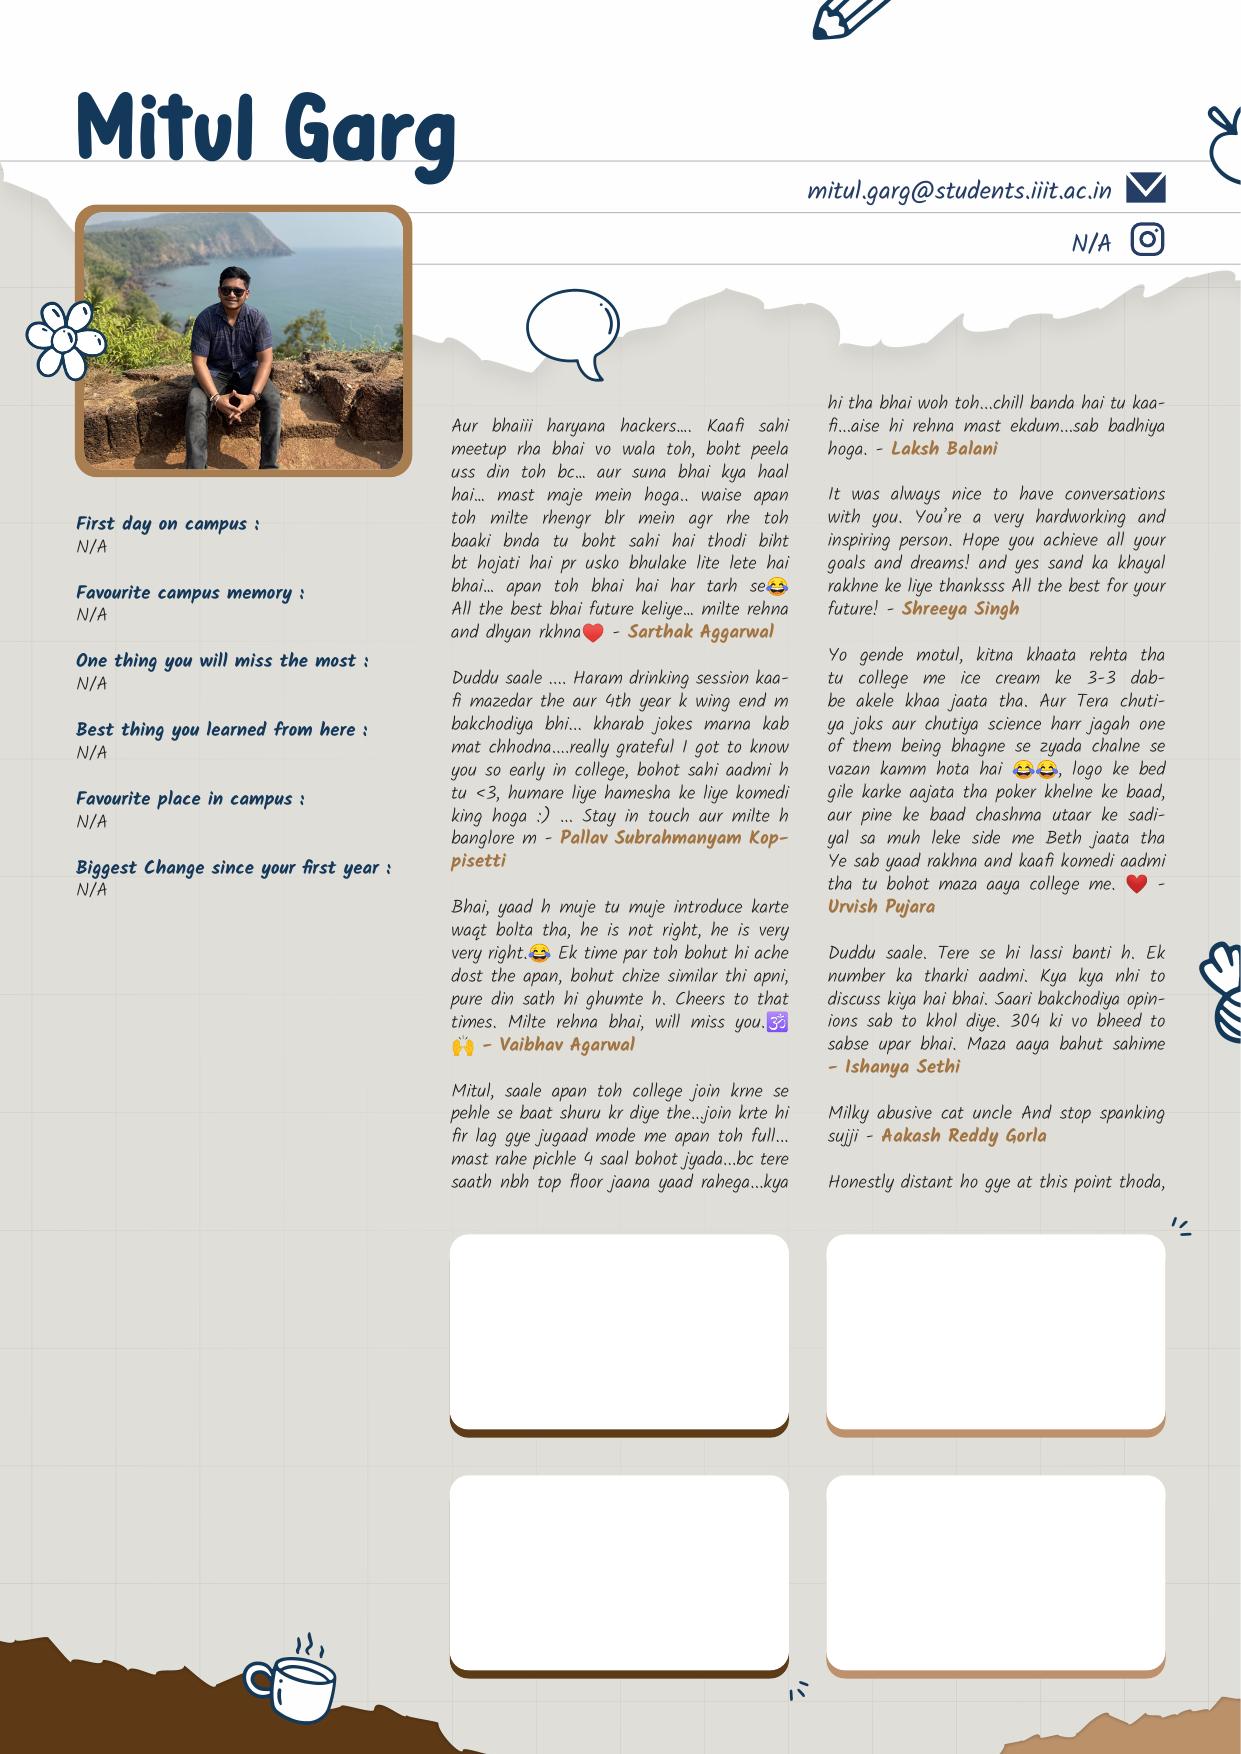 Mitul Garg
mitul.garg@students.iiit.ac.in
N/A
First day on campus :
N/A
Favourite campus memory :
N/A
One thing you will miss the most :
N/A
Best thing you learned from here :
N/A
Favourite place in campus :
N/A
Biggest Change since your first year :
N/A
Aur bhaiii haryana hackers.... Kaafi sahi
meetup rha bhai vo wala toh, boht peela
uss din toh bc... aur suna bhai kya haal
hai... mast maje mein hoga.. waise apan
toh milte rhengr blr mein agr rhe toh
baaki bnda tu boht sahi hai thodi biht
bt hojati hai pr usko bhulake lite lete hai
bhai... apan toh bhai hai har tarh se😂
All the best bhai future keliye... milte rehna
and dhyan rkhna♥️ - Sarthak Aggarwal
Duddu saale .... Haram drinking session kaa-
fi mazedar the aur 4th year k wing end m
bakchodiya bhi... kharab jokes marna kab
mat chhodna....really grateful I got to know
you so early in college, bohot sahi aadmi h
tu <3, humare liye hamesha ke liye komedi
king hoga :) ... Stay in touch aur milte h
banglore m - Pallav Subrahmanyam Kop-
pisetti
Bhai, yaad h muje tu muje introduce karte
waqt bolta tha, he is not right, he is very
very right.😂 Ek time par toh bohut hi ache
dost the apan, bohut chize similar thi apni,
pure din sath hi ghumte h. Cheers to that
times. Milte rehna bhai, will miss you.🕉️
🙌 - Vaibhav Agarwal
Mitul, saale apan toh college join krne se
pehle se baat shuru kr diye the...join krte hi
fir lag gye jugaad mode me apan toh full...
mast rahe pichle 4 saal bohot jyada...bc tere
saath nbh top floor jaana yaad rahega...kya
hi tha bhai woh toh...chill banda hai tu kaa-
fi...aise hi rehna mast ekdum...sab badhiya
hoga. - Laksh Balani
It was always nice to have conversations
with you. You're a very hardworking and
inspiring person. Hope you achieve all your
goals and dreams! and yes sand ka khayal
rakhne ke liye thanksss All the best for your
future! - Shreeya Singh
Yo gende motul, kitna khaata rehta tha
tu college me ice cream ke 3-3 dab-
be akele khaa jaata tha. Aur Tera chuti-
ya joks aur chutiya science harr jagah one
of them being bhagne se zyada chalne se
vazan kamm hota hai 😂😂, logo ke bed
gile karke aajata tha poker khelne ke baad,
aur pine ke baad chashma utaar ke sadi-
yal sa muh leke side me Beth jaata tha
Ye sab yaad rakhna and kaafi komedi aadmi
tha tu bohot maza aaya college me. ❤️ -
Urvish Pujara
Duddu saale. Tere se hi lassi banti h. Ek
number ka tharki aadmi. Kya kya nhi to
discuss kiya hai bhai. Saari bakchodiya opin-
ions sab to khol diye. 304 ki vo bheed to
sabse upar bhai. Maza aaya bahut sahime
- Ishanya Sethi
Milky abusive cat uncle And stop spanking
sujji - Aakash Reddy Gorla
Honestly distant ho gye at this point thoda,